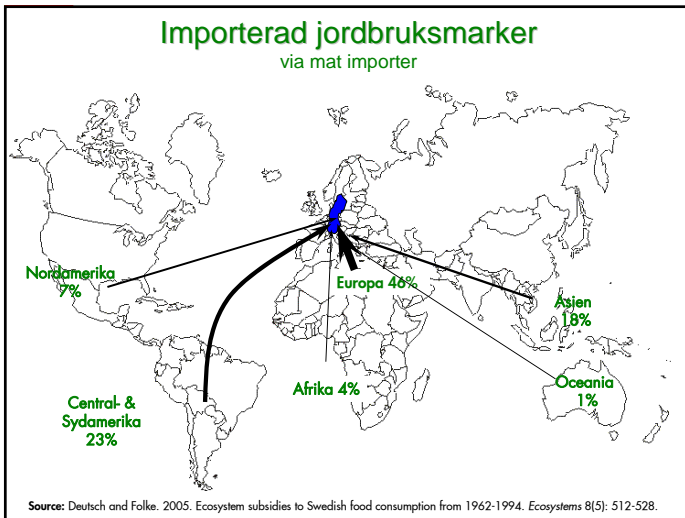 Importerad jordbruksmarker
via mat importer
Nordamerika
7%
Europa 46%
Asien
18%
Central- &
Sydamerika
23%
Afrika 4%
Oceania
1%
Source: Deutsch and Folke. 2005. Ecosystem subsidies to Swedish food consumption from 1962-1994. Ecosystems 8(5): 512-528.